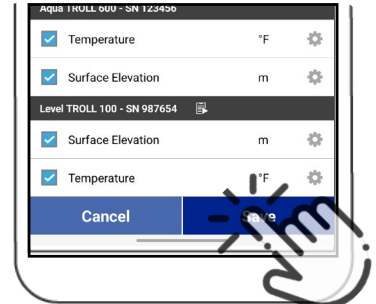 Aqua TROLL 600 - SN 123456
Temperature °F
Surface Elevation m
Level TROLL 100 - SN 987654
Surface Elevation m
Temperature °F
Cancel Save